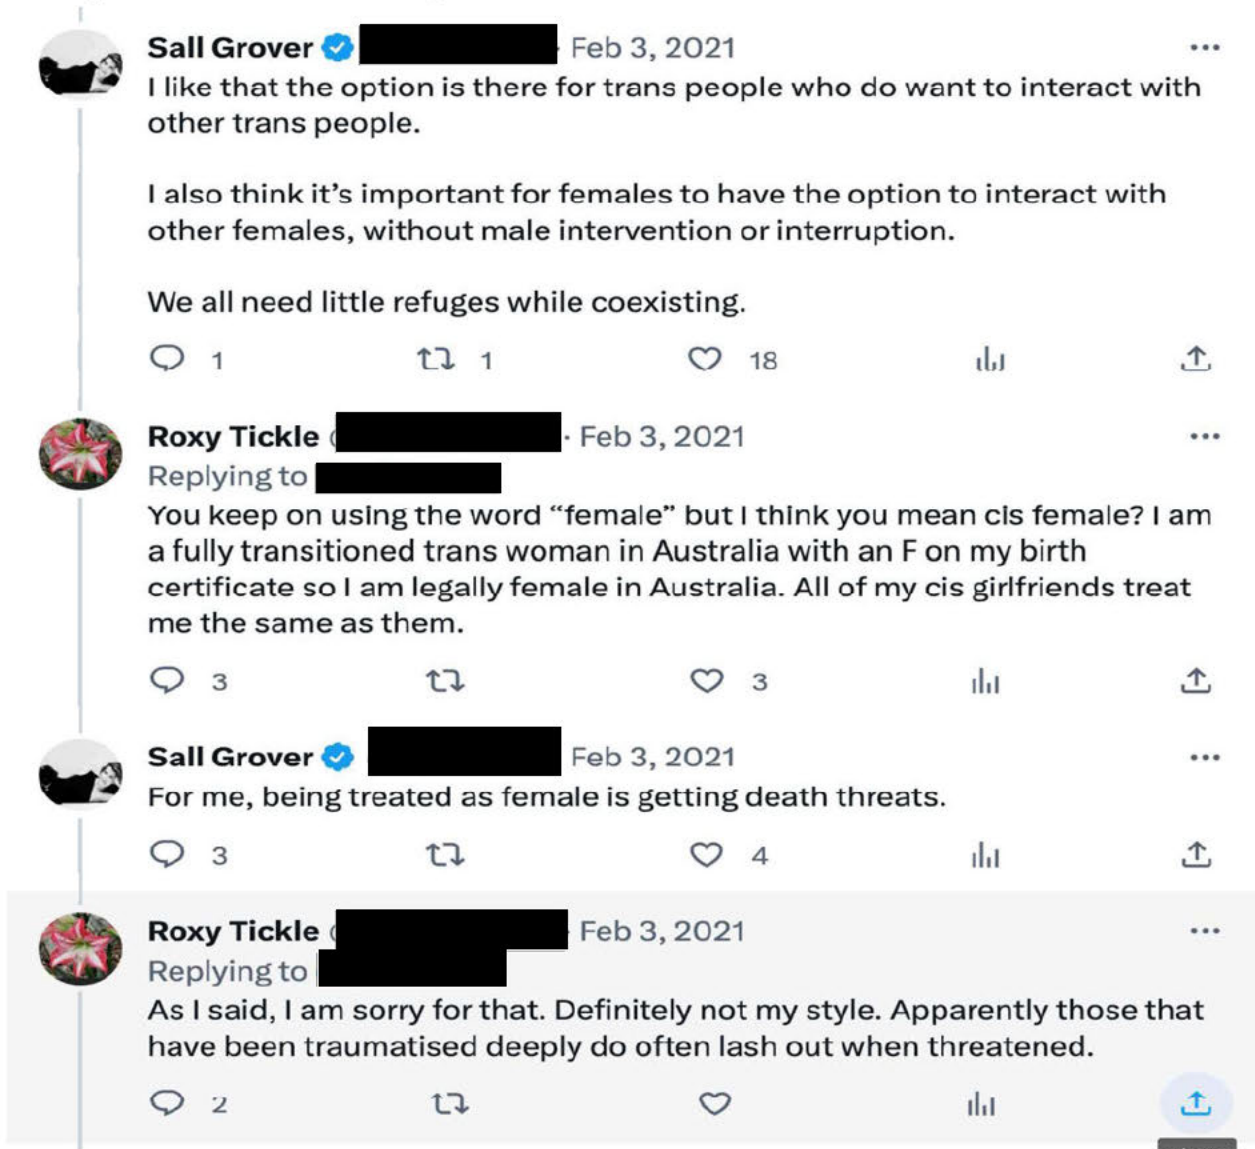 Sall Grover Feb 3, 2021
I like that the option is there for trans people who do want to interact with
other trans people.
I also think it's important for females to have the option to interact with
other females, without male intervention or interruption.
We all need little refuges while coexisting.
1 1 18
Roxy Tickle · Feb 3, 2021
Replying to
You keep on using the word “female” but I think you mean cis female? I am
a fully transitioned trans woman in Australia with an F on my birth
certificate so I am legally female in Australia. All of my cis girlfriends treat
me the same as them.
3 3
Sall Grover Feb 3, 2021
For me, being treated as female is getting death threats.
3 4
Roxy Tickle Feb 3, 2021
Replying to
As I said, I am sorry for that. Definitely not my style. Apparently those that
have been traumatised deeply do often lash out when threatened.
2